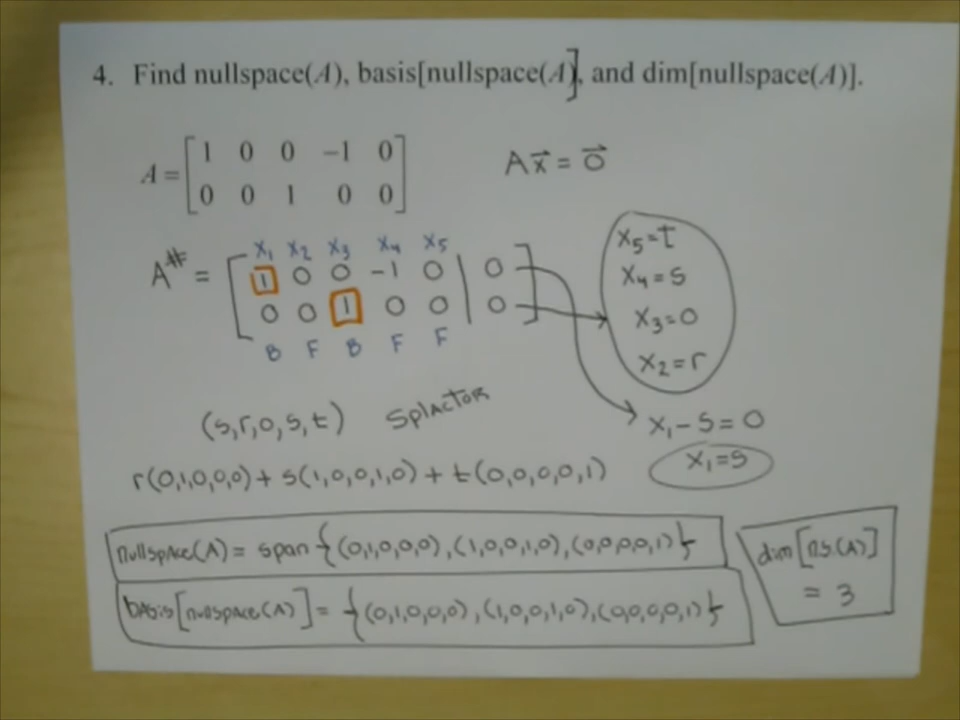 4. Find nullspace(A), basis[nullspace(A)], and dim[nullspace(A)].
A = [1 0 0 −1 0
0 0 1 0 0]
Ax⃗ = 0⃗
x₁ x₂ x₃ x₄ x₅
A# = [1 0 0 -1 0 | 0
0 0 1 0 0 | 0]
B F B F F
x₅=t
x₄=s
x₃=0
x₂=r
x₁-s=0
x₁=s
(s,r,0,s,t) SplACTOR
r(0,1,0,0,0)+ s(1,0,0,1,0)+ t(0,0,0,0,1)
nullspace(A) = span {(0,1,0,0,0), (1,0,0,1,0), (0,0,0,0,1)}
basis[nullspace(A)] = {(0,1,0,0,0), (1,0,0,1,0), (0,0,0,0,1)}
dim[n.s.(A)]
= 3